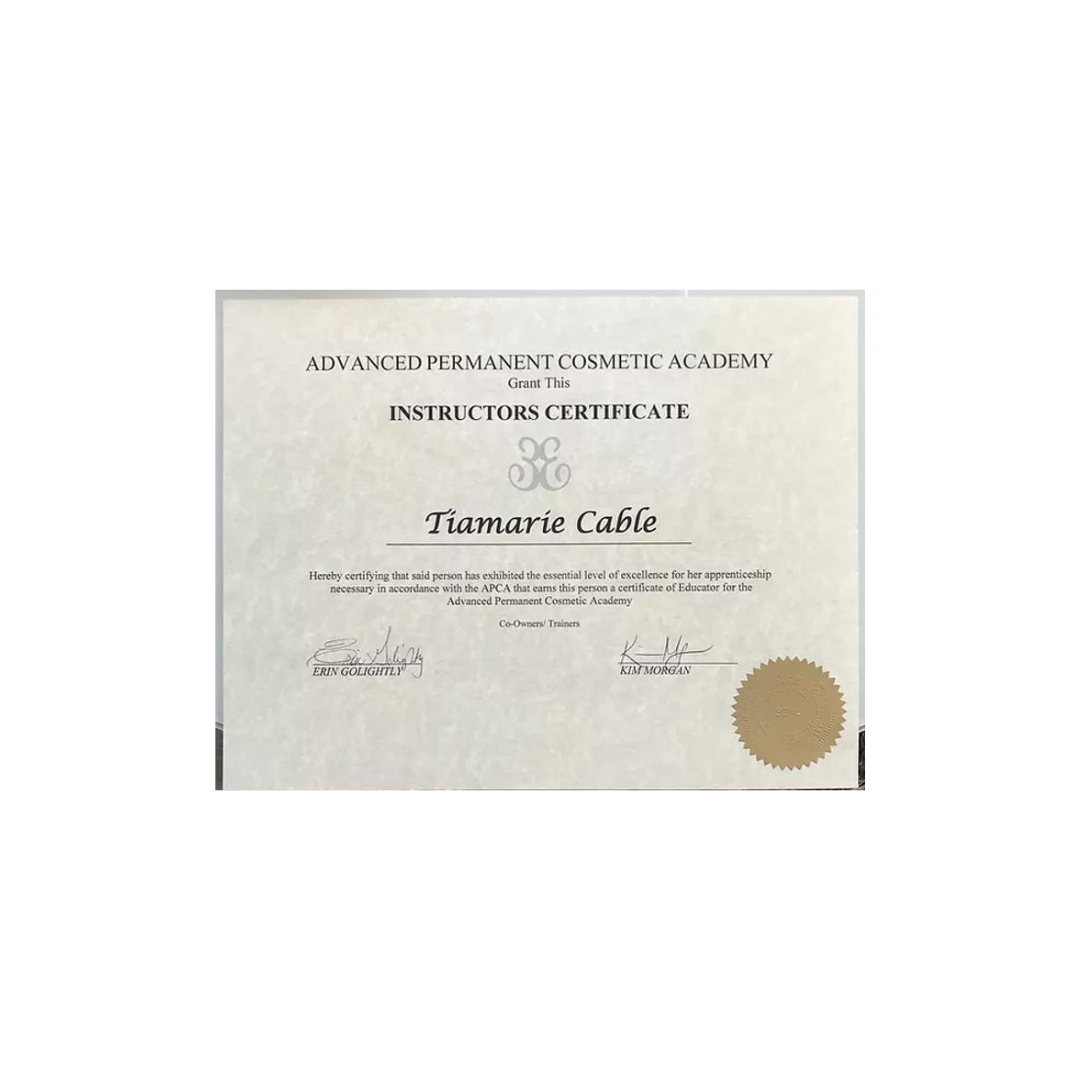 ADVANCED PERMANENT COSMETIC ACADEMY
Grant This
INSTRUCTORS CERTIFICATE
Tiamarie Cable
Hereby certifying that said person has exhibited the essential level of excellence for her apprenticeship
necessary in accordance with the APCA that earns this person a certificate of Educator for the
Advanced Permanent Cosmetic Academy
Co-Owners/ Trainers
Erin Golightly
ERIN GOLIGHTLY
KIM MORGAN